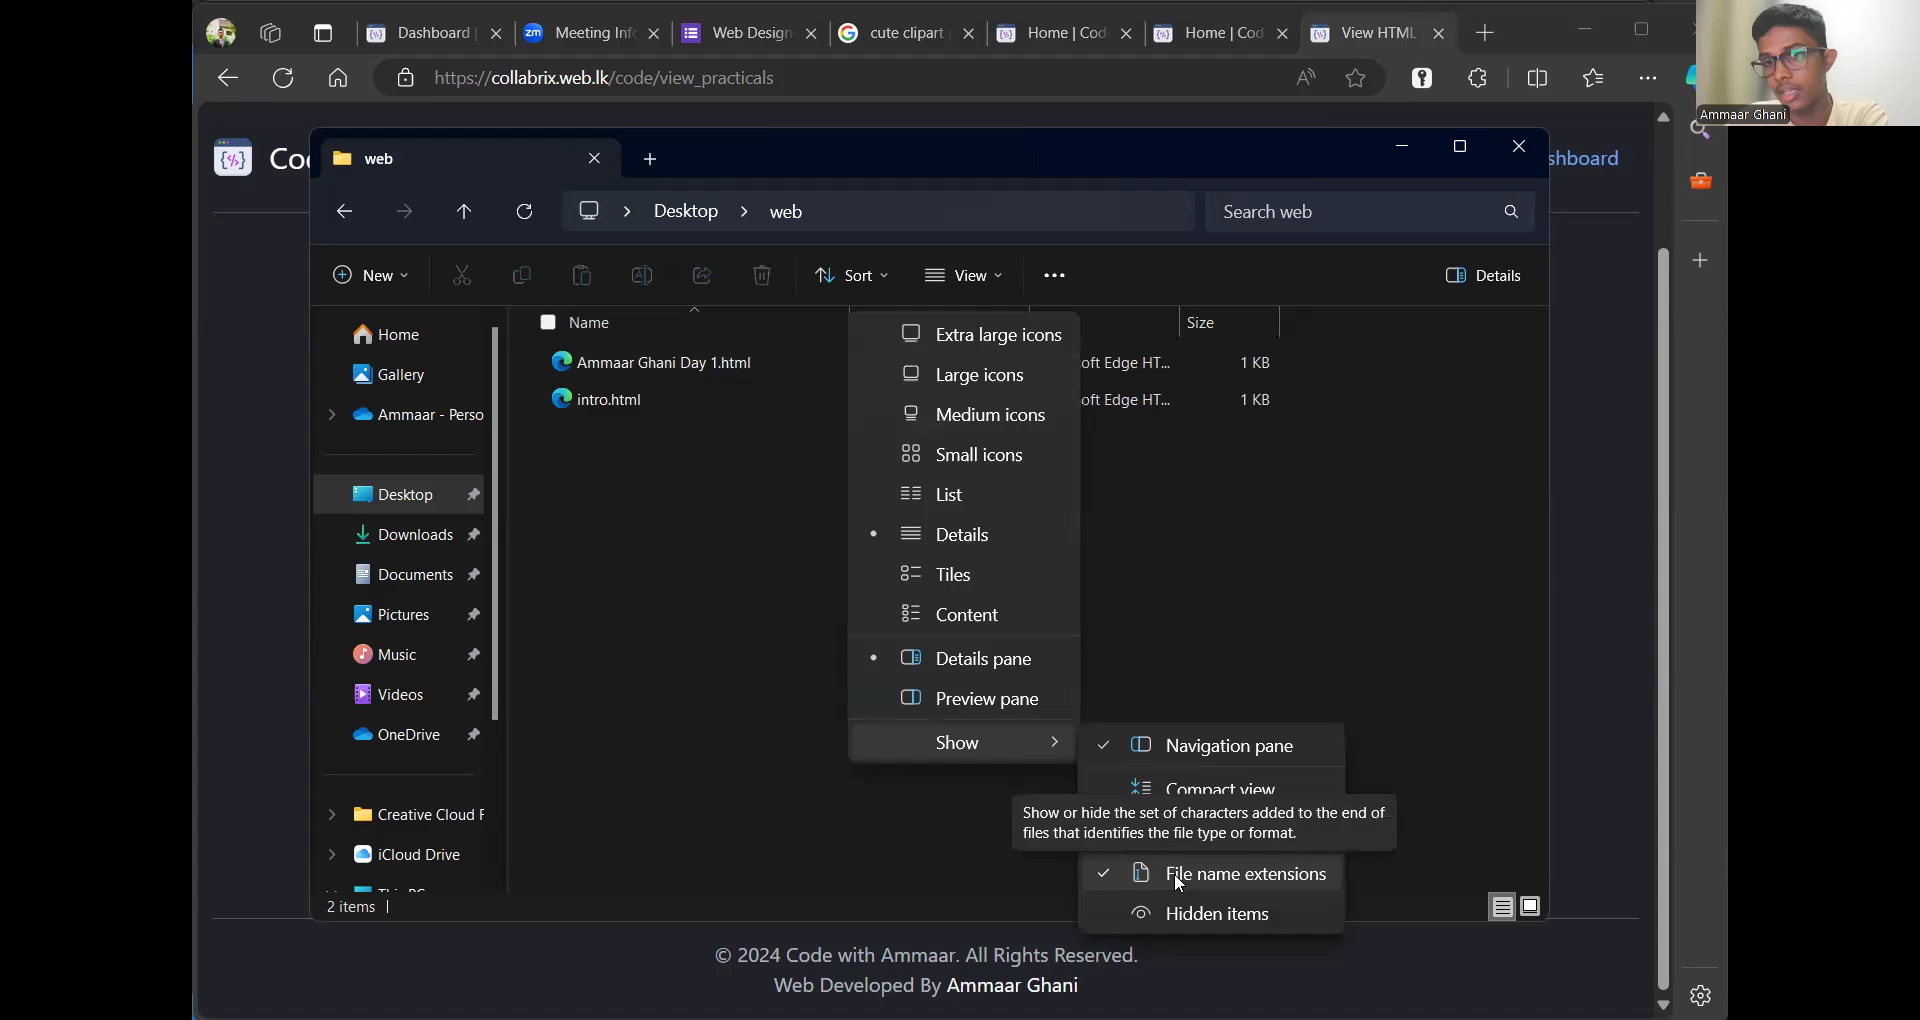 Dashboard
Meeting Inf
Web Design
cute clipart
Home | Cod
Home | Cod
View HTML
https://collabrix.web.lk/code/view_practicals
Ammaar Ghani
Co
shboard
web
Desktop
web
Search web
New
Sort
View
Details
Name
Size
Ammaar Ghani Day 1.html
oft Edge HT...
1 KB
intro.html
oft Edge HT...
1 KB
Home
Gallery
Ammaar - Perso
Desktop
Downloads
Documents
Pictures
Music
Videos
OneDrive
Creative Cloud F
iCloud Drive
Extra large icons
Large icons
Medium icons
Small icons
List
Details
Tiles
Content
Details pane
Preview pane
Show
Navigation pane
Compact view
Show or hide the set of characters added to the end of
files that identifies the file type or format.
File name extensions
Hidden items
2 items
© 2024 Code with Ammaar. All Rights Reserved.
Web Developed By Ammaar Ghani